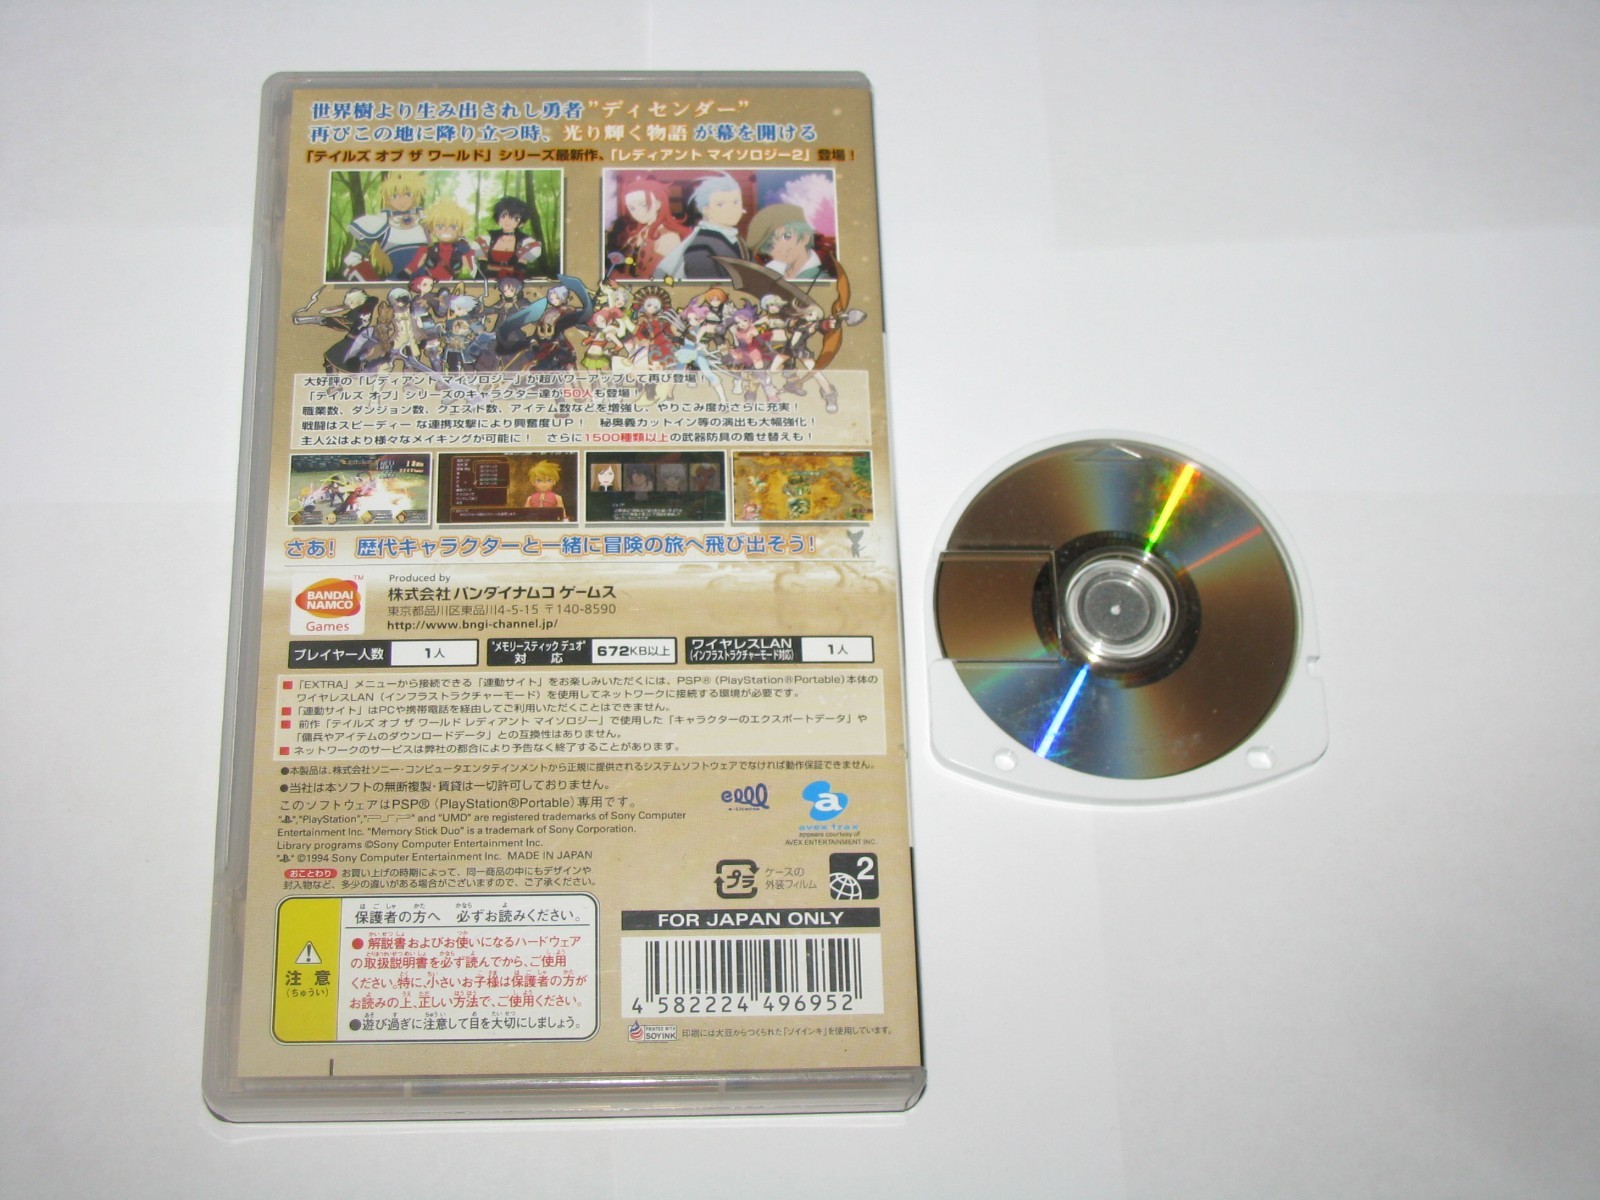 世界樹より生み出されし勇者"ディセンダー"
再びこの地に降り立つ時、光り輝く物語が幕を開ける
「テイルズ オブ ザ ワールド」シリーズ最新作、「レディアント マイソロジー2」登場!
大好評の「レディアント マイソロジー」が超パワーアップして再び登場!
「テイルズ オブ」シリーズのキャラクター達が50人も登場!
職業数、ダンジョン数、クエスト数、アイテム数などを増強し、やりこみ度がさらに充実!
戦闘はスピーディーな連携攻撃により興奮度UP! 秘奥義カットイン等の演出も大幅強化!
主人公はより様々なメイキングが可能に! さらに1500種類以上の武器防具の着せ替えも!
さあ! 歴代キャラクターと一緒に冒険の旅へ飛び出そう!
BANDAI NAMCO Games
TM
Produced by
株式会社 バンダイナムコ ゲームス
東京都品川区東品川4-5-15 〒140-8590
http://www.bngi-channel.jp/
プレイヤー人数 1人
"メモリースティック デュオ" 対応 672KB以上
ワイヤレスLAN (インフラストラクチャーモード対応) 1人
■「EXTRA」メニューから接続できる「連動サイト」をお楽しみいただくには、PSP® (PlayStation®Portable)本体の
ワイヤレスLAN(インフラストラクチャーモード)を使用してネットワークに接続する環境が必要です。
■「連動サイト」はPCや携帯電話を経由してご利用いただくことはできません。
■前作「テイルズ オブ ザ ワールド レディアント マイソロジー」で使用した「キャラクターのエクスポートデータ」や
「傭兵やアイテムのダウンロードデータ」との互換性はありません。
■ネットワークのサービスは弊社の都合により予告なく終了することがあります。
●本製品は、株式会社ソニー・コンピュータエンタテインメントから正規に提供されるシステムソフトウェアでなければ動作保証できません。
●当社は本ソフトの無断複製・賃貸は一切許可しておりません。
このソフトウェアはPSP® (PlayStation®Portable)専用です。
" ", "PlayStation", "PSP" and "UMD" are registered trademarks of Sony Computer
Entertainment Inc. "Memory Stick Duo" is a trademark of Sony Corporation.
Library programs ©Sony Computer Entertainment Inc.
" " ©1994 Sony Computer Entertainment Inc. MADE IN JAPAN
おことわり お買い上げの時期によって、同一商品の中にもデザインや
封入物など、多少の違いがある場合がございますので、ご了承ください。
e-License
a
avex trax
appears courtesy of
AVEX ENTERTAINMENT INC.
プラ
ケースの
外装フィルム
2
注意
(ちゅうい)
保護者の方へ 必ずお読みください。
●解説書およびお使いになるハードウェア
の取扱説明書を必ず読んでから、ご使用
ください。特に、小さいお子様は保護者の方が
お読みの上、正しい方法で、ご使用ください。
●遊び過ぎに注意して目を大切にしましょう。
FOR JAPAN ONLY
4 582224 496952
PRINTED WITH SOY INK
印刷には大豆からつくられた「ソイインキ」を使用しています。